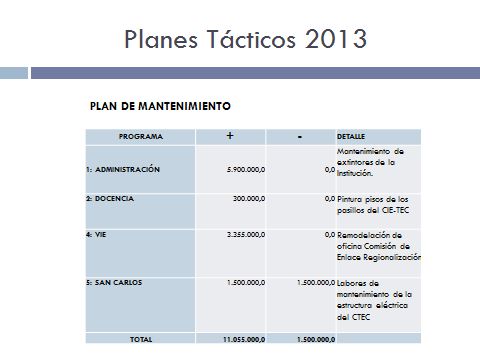 Planes Tácticos 2013
PLAN DE MANTENIMIENTO
PROGRAMA + - DETALLE
1: ADMINISTRACIÓN 5.900.000,0 0,0 Mantenimiento de
extintores de la
Institución.
2: DOCENCIA 300.000,0 0,0 Pintura pisos de los
pasillos del CIE-TEC
4: VIE 3.355.000,0 0,0 Remodelación de
oficina Comisión de
Enlace Regionalización
5: SAN CARLOS 1.500.000,0 1.500.000,0 Labores de
mantenimiento de la
estructura eléctrica
del CTEC
TOTAL 11.055.000,0 1.500.000,0